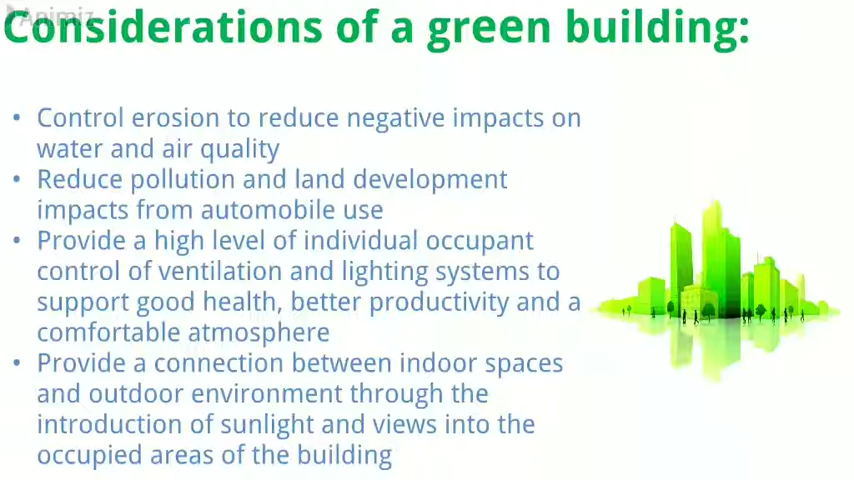 Animiz
Considerations of a green building:
• Control erosion to reduce negative impacts on
water and air quality
• Reduce pollution and land development
impacts from automobile use
• Provide a high level of individual occupant
control of ventilation and lighting systems to
support good health, better productivity and a
comfortable atmosphere
• Provide a connection between indoor spaces
and outdoor environment through the
introduction of sunlight and views into the
occupied areas of the building